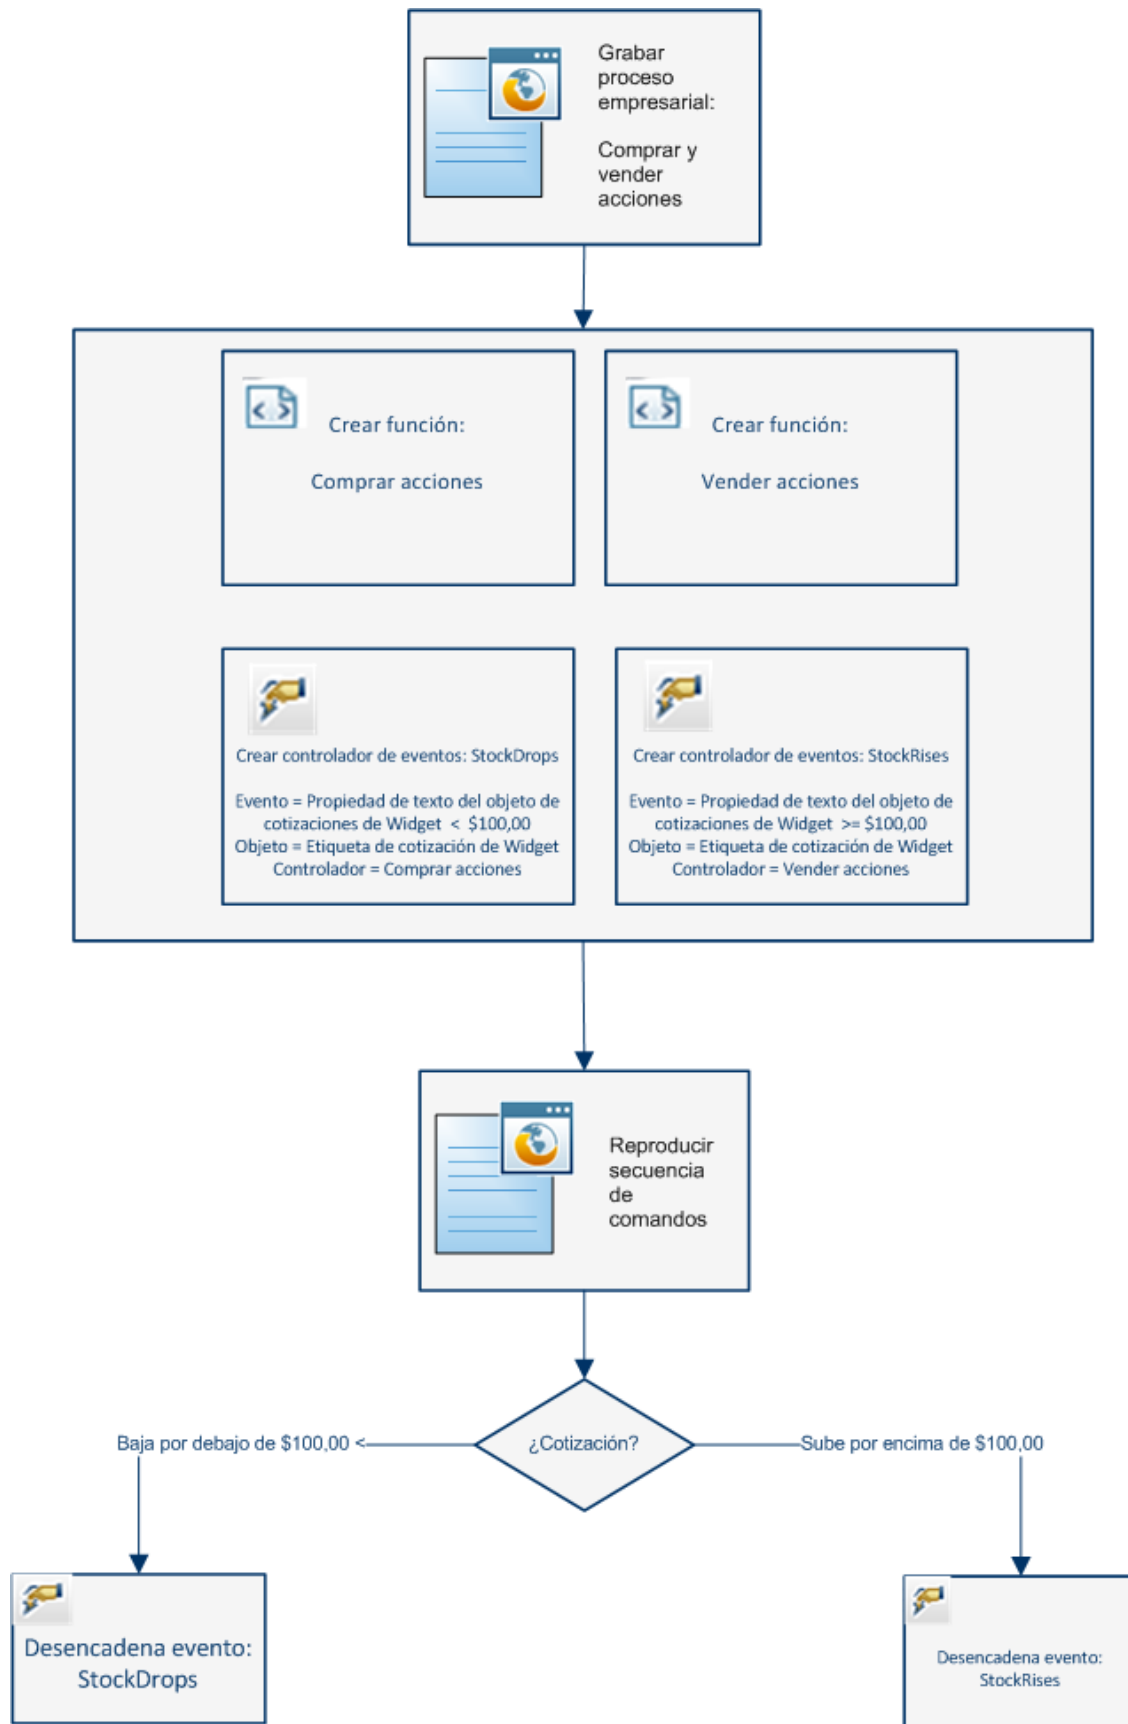 Grabar
proceso
empresarial:
Comprar y
vender
acciones
Crear función:
Comprar acciones
Crear función:
Vender acciones
Crear controlador de eventos: StockDrops
Evento = Propiedad de texto del objeto de
cotizaciones de Widget < $100,00
Objeto = Etiqueta de cotización de Widget
Controlador = Comprar acciones
Crear controlador de eventos: StockRises
Evento = Propiedad de texto del objeto de
cotizaciones de Widget >= $100,00
Objeto = Etiqueta de cotización de Widget
Controlador = Vender acciones
Reproducir
secuencia
de
comandos
Baja por debajo de $100,00 <
¿Cotización?
Sube por encima de $100,00
Desencadena evento:
StockDrops
Desencadena evento:
StockRises